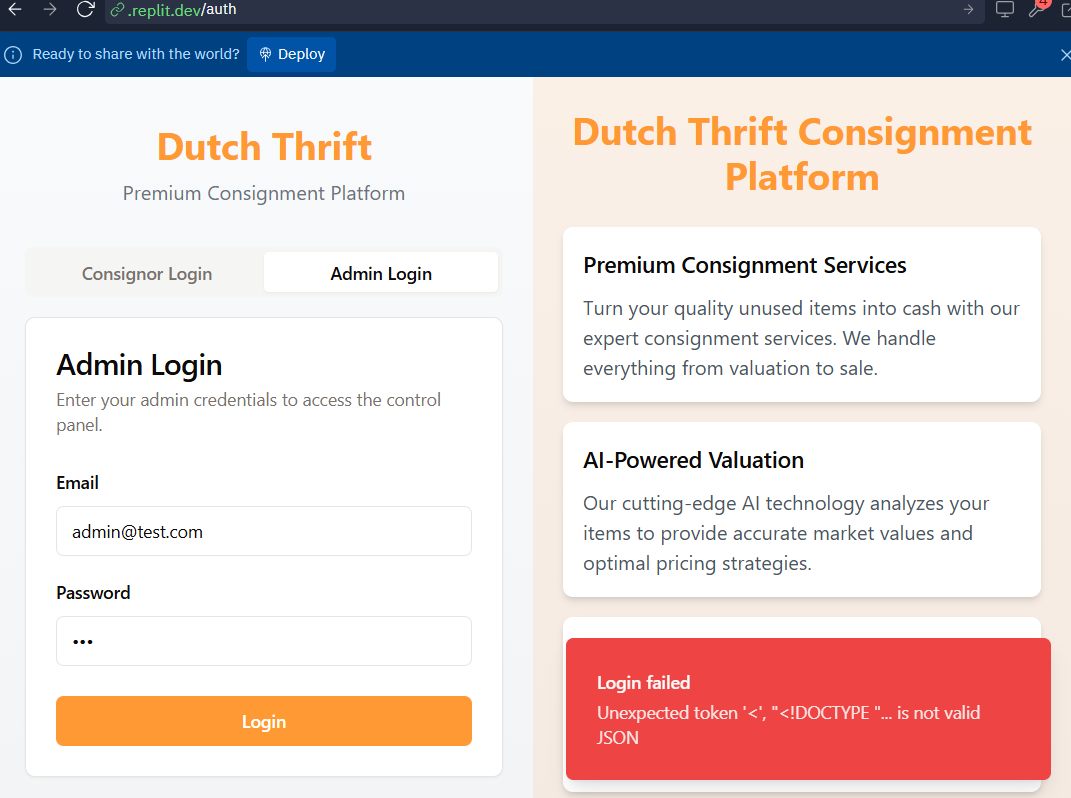 .replit.dev/auth
4
Ready to share with the world?
Deploy
Dutch Thrift
Premium Consignment Platform
Consignor Login
Admin Login
Admin Login
Enter your admin credentials to access the control
panel.
Email
admin@test.com
Password
•••
Login
Dutch Thrift Consignment
Platform
Premium Consignment Services
Turn your quality unused items into cash with our
expert consignment services. We handle
everything from valuation to sale.
AI-Powered Valuation
Our cutting-edge AI technology analyzes your
items to provide accurate market values and
optimal pricing strategies.
Login failed
Unexpected token '<', "<!DOCTYPE "... is not valid
JSON